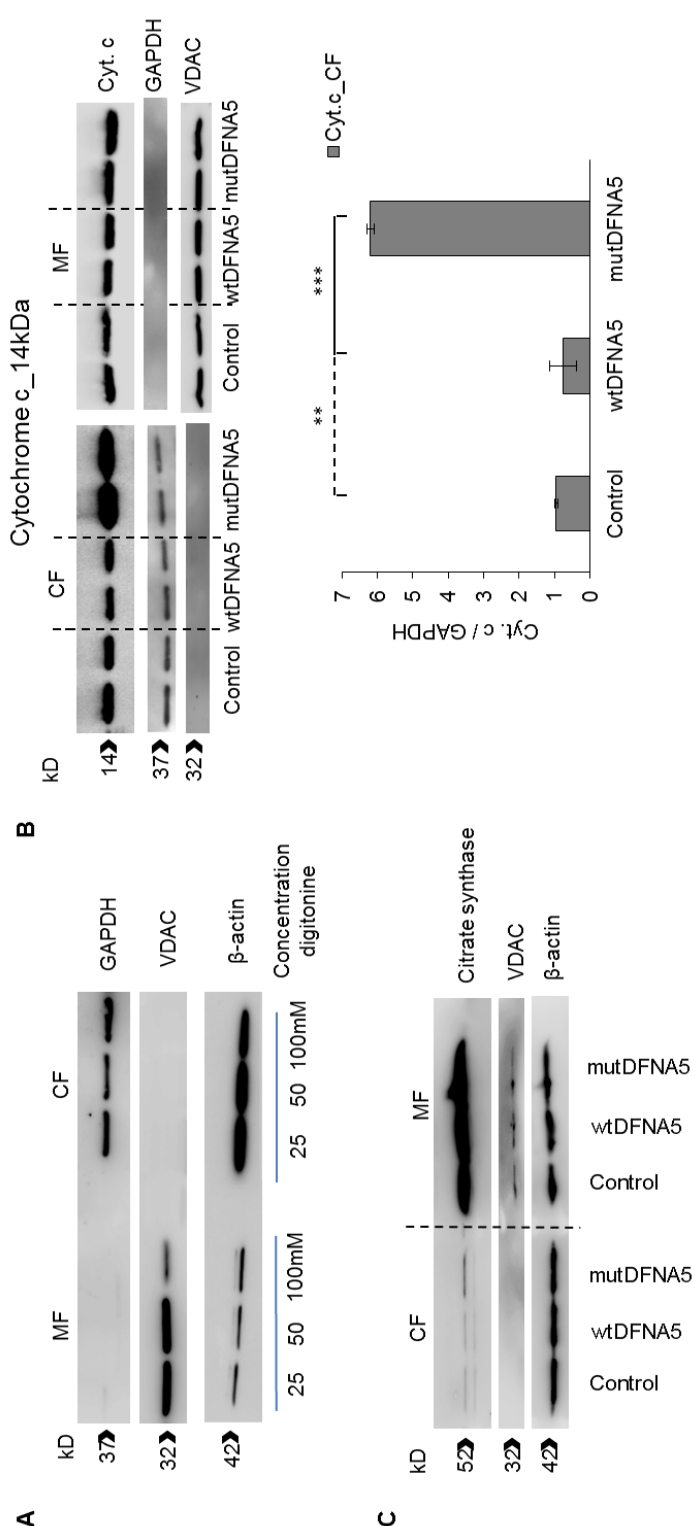 A
MF
CF
kD
37
GAPDH
32
VDAC
42
β-actin
25 50 100mM 25 50 100mM
Concentration
digitonine
B
Cytochrome c_14kDa
CF
MF
kD
14
Cyt. c
37
GAPDH
32
VDAC
Control wtDFNA5 mutDFNA5 Control wtDFNA5 mutDFNA5
Cyt.c_CF
** ***
Cyt. c / GAPDH
7
6
5
4
3
2
1
0
Control wtDFNA5 mutDFNA5
C
CF
MF
kD
52
Citrate synthase
32
VDAC
42
β-actin
Control wtDFNA5 mutDFNA5 Control wtDFNA5 mutDFNA5